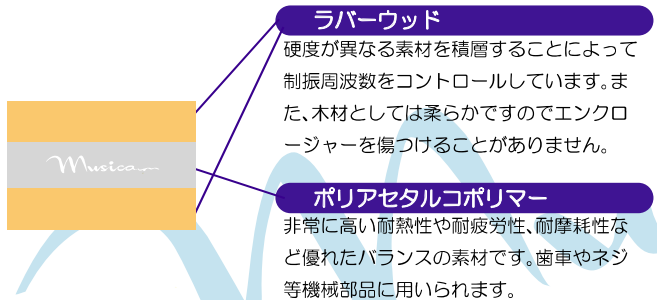 ラバーウッド
硬度が異なる素材を積層することによって
制振周波数をコントロールしています。ま
た、木材としては柔らかですのでエンクロ
ージャーを傷つけることがありません。
Musica
ポリアセタルコポリマー
非常に高い耐熱性や耐疲労性、耐摩耗性な
ど優れたバランスの素材です。歯車やネジ
等機械部品に用いられます。